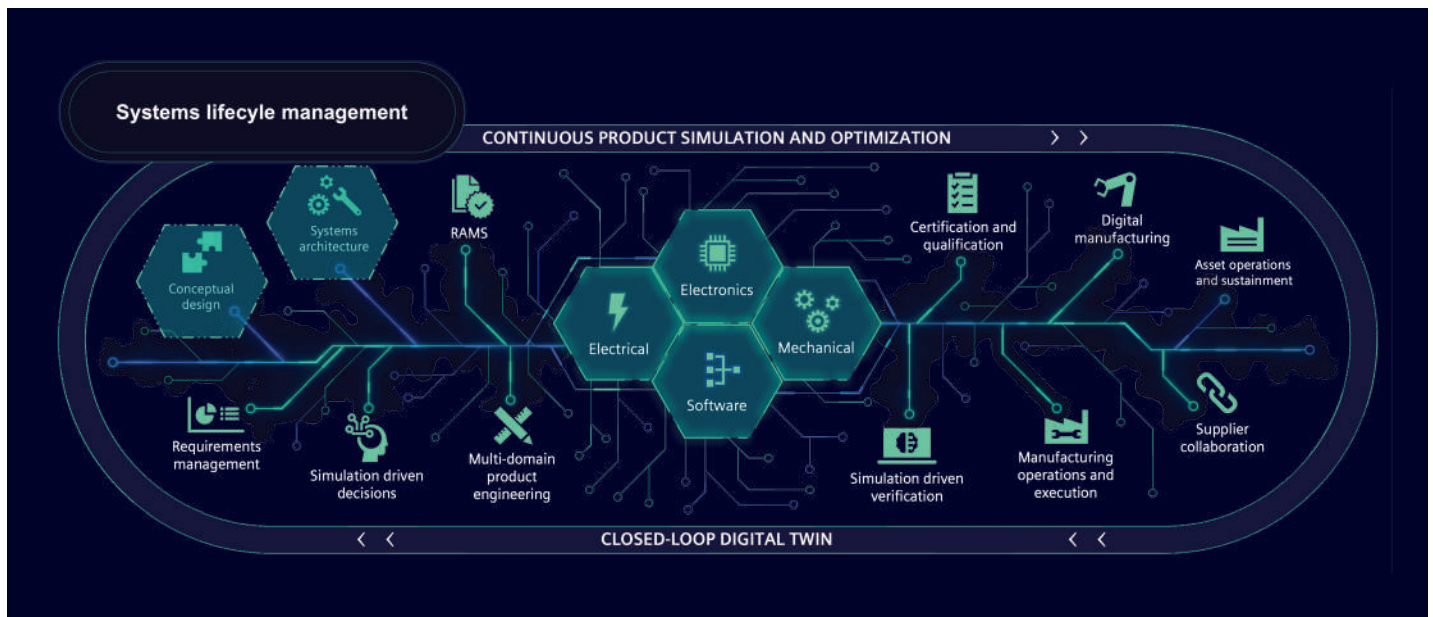 Systems lifecyle management
CONTINUOUS PRODUCT SIMULATION AND OPTIMIZATION
Conceptual
design
Systems
architecture
RAMS
Requirements
management
Simulation driven
decisions
Multi-domain
product
engineering
Electrical
Electronics
Software
Mechanical
Certification and
qualification
Digital
manufacturing
Asset operations
and sustainment
Simulation driven
verification
Manufacturing
operations and
execution
Supplier
collaboration
CLOSED-LOOP DIGITAL TWIN